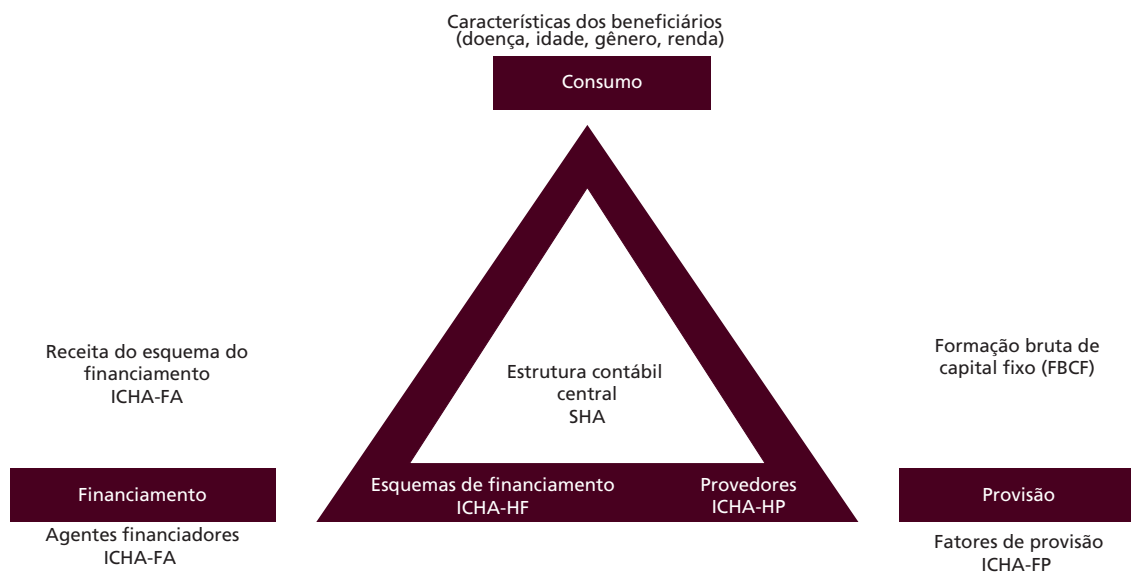 Características dos beneficiários
(doença, idade, gênero, renda)
Consumo
Receita do esquema do
financiamento
ICHA-FA
Estrutura contábil
central
SHA
Formação bruta de
capital fixo (FBCF)
Financiamento
Esquemas de financiamento
ICHA-HF
Provedores
ICHA-HP
Provisão
Agentes financiadores
ICHA-FA
Fatores de provisão
ICHA-FP